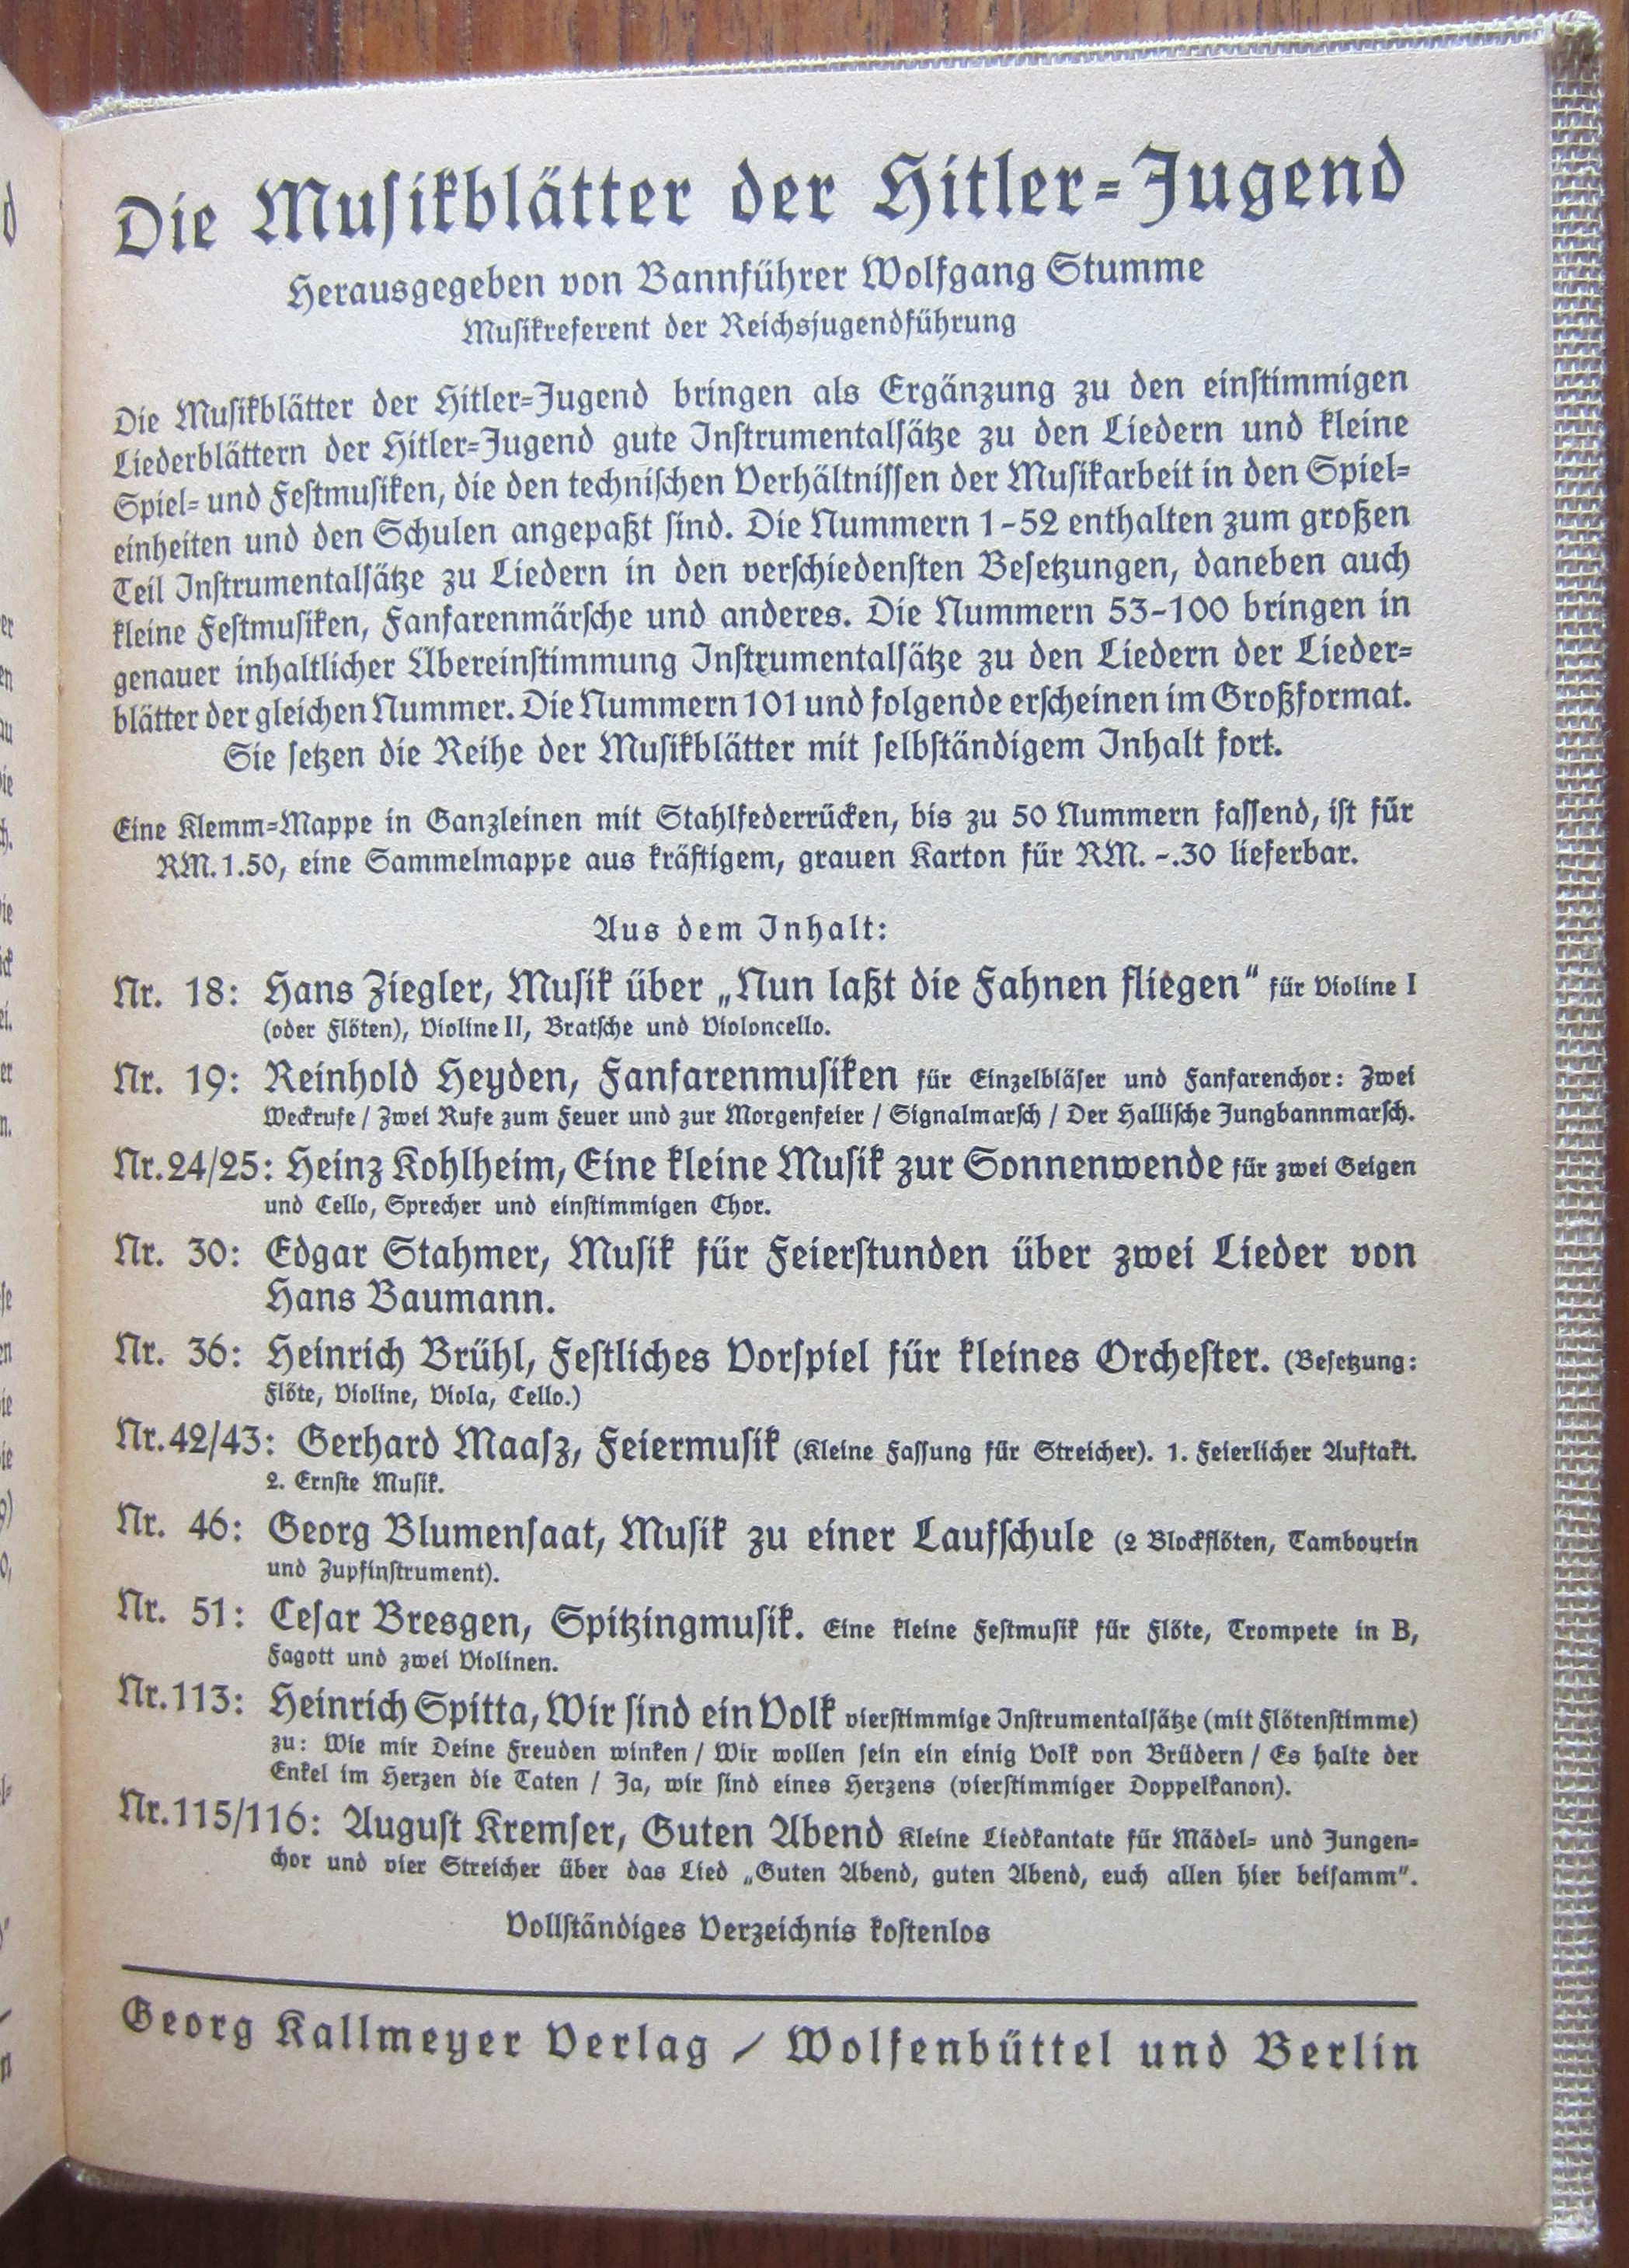 Die Musikblätter der Hitler-Jugend
Herausgegeben von Bannführer Wolfgang Stumme
Musikreferent der Reichsjugendführung
Die Musikblätter der Hitler-Jugend bringen als Ergänzung zu den einstimmigen
Liederblättern der Hitler-Jugend gute Instrumentalsätze zu den Liedern und kleine
Spiel- und Festmusiken, die den technischen Verhältnissen der Musikarbeit in den Spiel-
einheiten und den Schulen angepaßt sind. Die Nummern 1-52 enthalten zum großen
Teil Instrumentalsätze zu Liedern in den verschiedensten Besetzungen, daneben auch
kleine Festmusiken, Fanfarenmärsche und anderes. Die Nummern 53-100 bringen in
genauer inhaltlicher Übereinstimmung Instrumentalsätze zu den Liedern der Lieder-
blätter der gleichen Nummer. Die Nummern 101 und folgende erscheinen im Großformat.
Sie setzen die Reihe der Musikblätter mit selbständigem Inhalt fort.
Eine Klemm-Mappe in Ganzleinen mit Stahlfederrücken, bis zu 50 Nummern fassend, ist für
RM. 1.50, eine Sammelmappe aus kräftigem, grauen Karton für RM. -.30 lieferbar.
Aus dem Inhalt:
Nr. 18: Hans Ziegler, Musik über „Nun laßt die Fahnen fliegen“ für Violine I
(oder Flöten), Violine II, Bratsche und Violoncello.
Nr. 19: Reinhold Heyden, Fanfarenmusiken für Einzelbläser und Fanfarenchor: Zwei
Weckrufe / Zwei Rufe zum Feuer und zur Morgenfeier / Signalmarsch / Der Hallische Jungbannmarsch.
Nr. 24/25: Heinz Kohlheim, Eine kleine Musik zur Sonnenwende für zwei Geigen
und Cello, Sprecher und einstimmigen Chor.
Nr. 30: Edgar Stahmer, Musik für Feierstunden über zwei Lieder von
Hans Baumann.
Nr. 36: Heinrich Brühl, Festliches Vorspiel für kleines Orchester. (Besetzung:
Flöte, Violine, Viola, Cello.)
Nr. 42/43: Gerhard Maasz, Feiermusik (Kleine Fassung für Streicher). 1. Feierlicher Auftakt.
2. Ernste Musik.
Nr. 46: Georg Blumensaat, Musik zu einer Laufschule (2 Blockflöten, Tambourin
und Zupfinstrument).
Nr. 51: Cesar Bresgen, Spitzingmusik. Eine kleine Festmusik für Flöte, Trompete in B,
Fagott und zwei Violinen.
Nr. 113: Heinrich Spitta, Wir sind ein Volk vierstimmige Instrumentalsätze (mit Flötenstimme)
zu: Wie mir Deine Freuden winken / Wir wollen sein ein einig Volk von Brüdern / Es halte der
Enkel im Herzen die Taten / Ja, wir sind eines Herzens (vierstimmiger Doppelkanon).
Nr. 115/116: August Kremser, Guten Abend Kleine Liedkantate für Mädel- und Jungen-
chor und vier Streicher über das Lied „Guten Abend, guten Abend, euch allen hier beisamm“.
Vollständiges Verzeichnis kostenlos
Georg Kallmeyer Verlag / Wolfenbüttel und Berlin